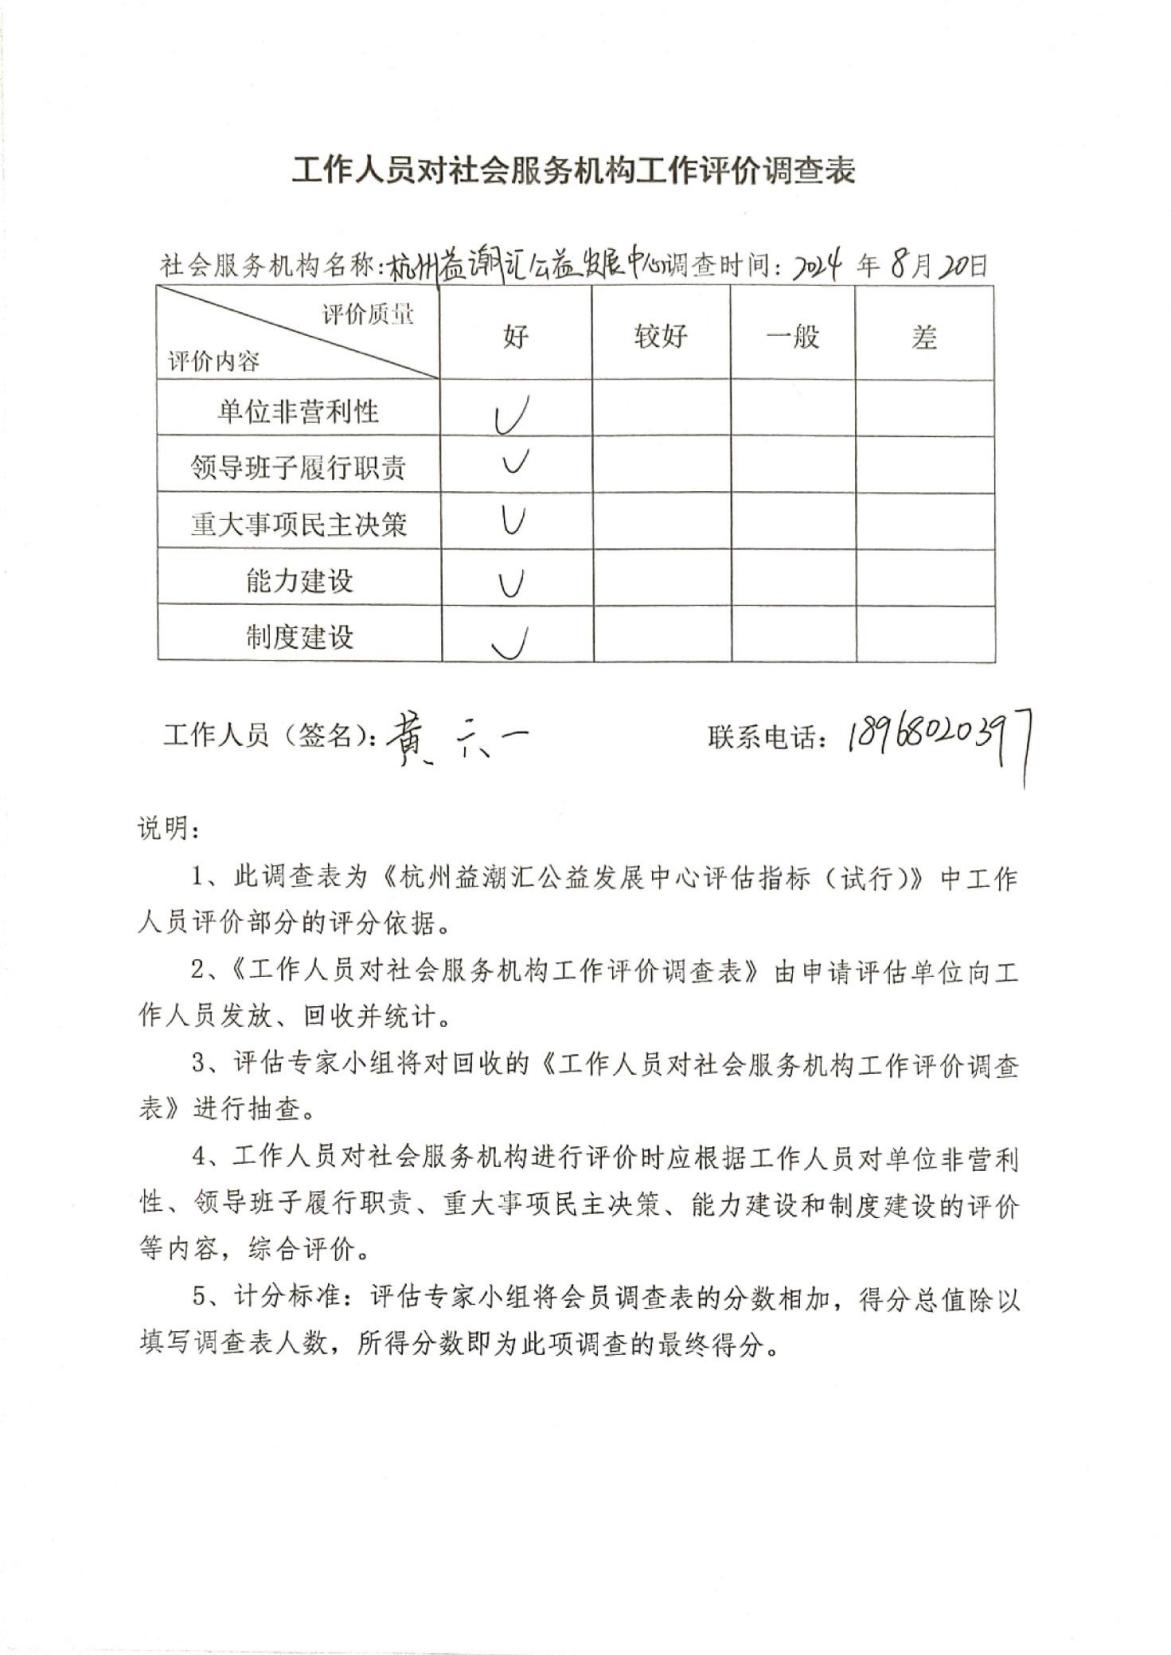 工作人员对社会服务机构工作评价调查表
社会服务机构名称:杭州益潮汇公益发展中心调查时间:2024年8月20日
评价质量
评价内容
好 较好 一般 差
单位非营利性 ✓
领导班子履行职责 ✓
重大事项民主决策 ✓
能力建设 ✓
制度建设 ✓
工作人员（签名）:黄六一 联系电话:18968020397
说明:
1、此调查表为《杭州益潮汇公益发展中心评估指标（试行）》中工作
人员评价部分的评分依据。
2、《工作人员对社会服务机构工作评价调查表》由申请评估单位向工
作人员发放、回收并统计。
3、评估专家小组将对回收的《工作人员对社会服务机构工作评价调查
表》进行抽查。
4、工作人员对社会服务机构进行评价时应根据工作人员对单位非营利
性、领导班子履行职责、重大事项民主决策、能力建设和制度建设的评价
等内容，综合评价。
5、计分标准：评估专家小组将会员调查表的分数相加，得分总值除以
填写调查表人数，所得分数即为此项调查的最终得分。